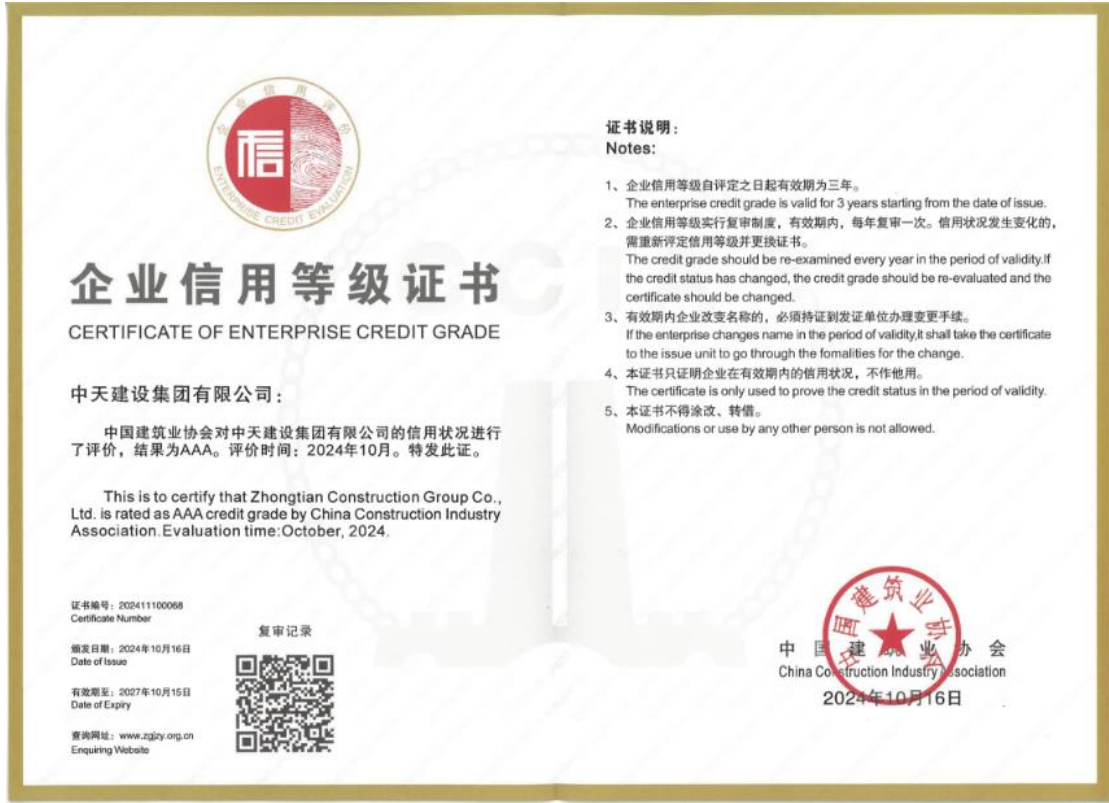 企业信用评价
信
ENTERPRISE CREDIT EVALUATION
企业信用等级证书
CERTIFICATE OF ENTERPRISE CREDIT GRADE
中天建设集团有限公司：
中国建筑业协会对中天建设集团有限公司的信用状况进行
了评价，结果为AAA。评价时间：2024年10月。特发此证。
This is to certify that Zhongtian Construction Group Co.,
Ltd. is rated as AAA credit grade by China Construction Industry
Association.Evaluation time:October, 2024.
证书编号：202411100068
Certificate Number
颁发日期：2024年10月16日
Date of Issue
有效期至：2027年10月15日
Date of Expiry
查询网址：www.zgjzy.org.cn
Enquiring Website
复审记录
证书说明：
Notes:
1、企业信用等级自评定之日起有效期为三年。
The enterprise credit grade is valid for 3 years starting from the date of issue.
2、企业信用等级实行复审制度，有效期内，每年复审一次。信用状况发生变化的，
需重新评定信用等级并更换证书。
The credit grade should be re-examined every year in the period of validity.If
the credit status has changed, the credit grade should be re-evaluated and the
certificate should be changed.
3、有效期内企业改变名称的，必须持证到发证单位办理变更手续。
If the enterprise changes name in the period of validity,it shall take the certificate
to the issue unit to go through the fomalities for the change.
4、本证书只证明企业在有效期内的信用状况，不作他用。
The certificate is only used to prove the credit status in the period of validity.
5、本证书不得涂改、转借。
Modifications or use by any other person is not allowed.
中国建筑业协会
中国建筑业协会
China Construction Industry Association
2024年10月16日